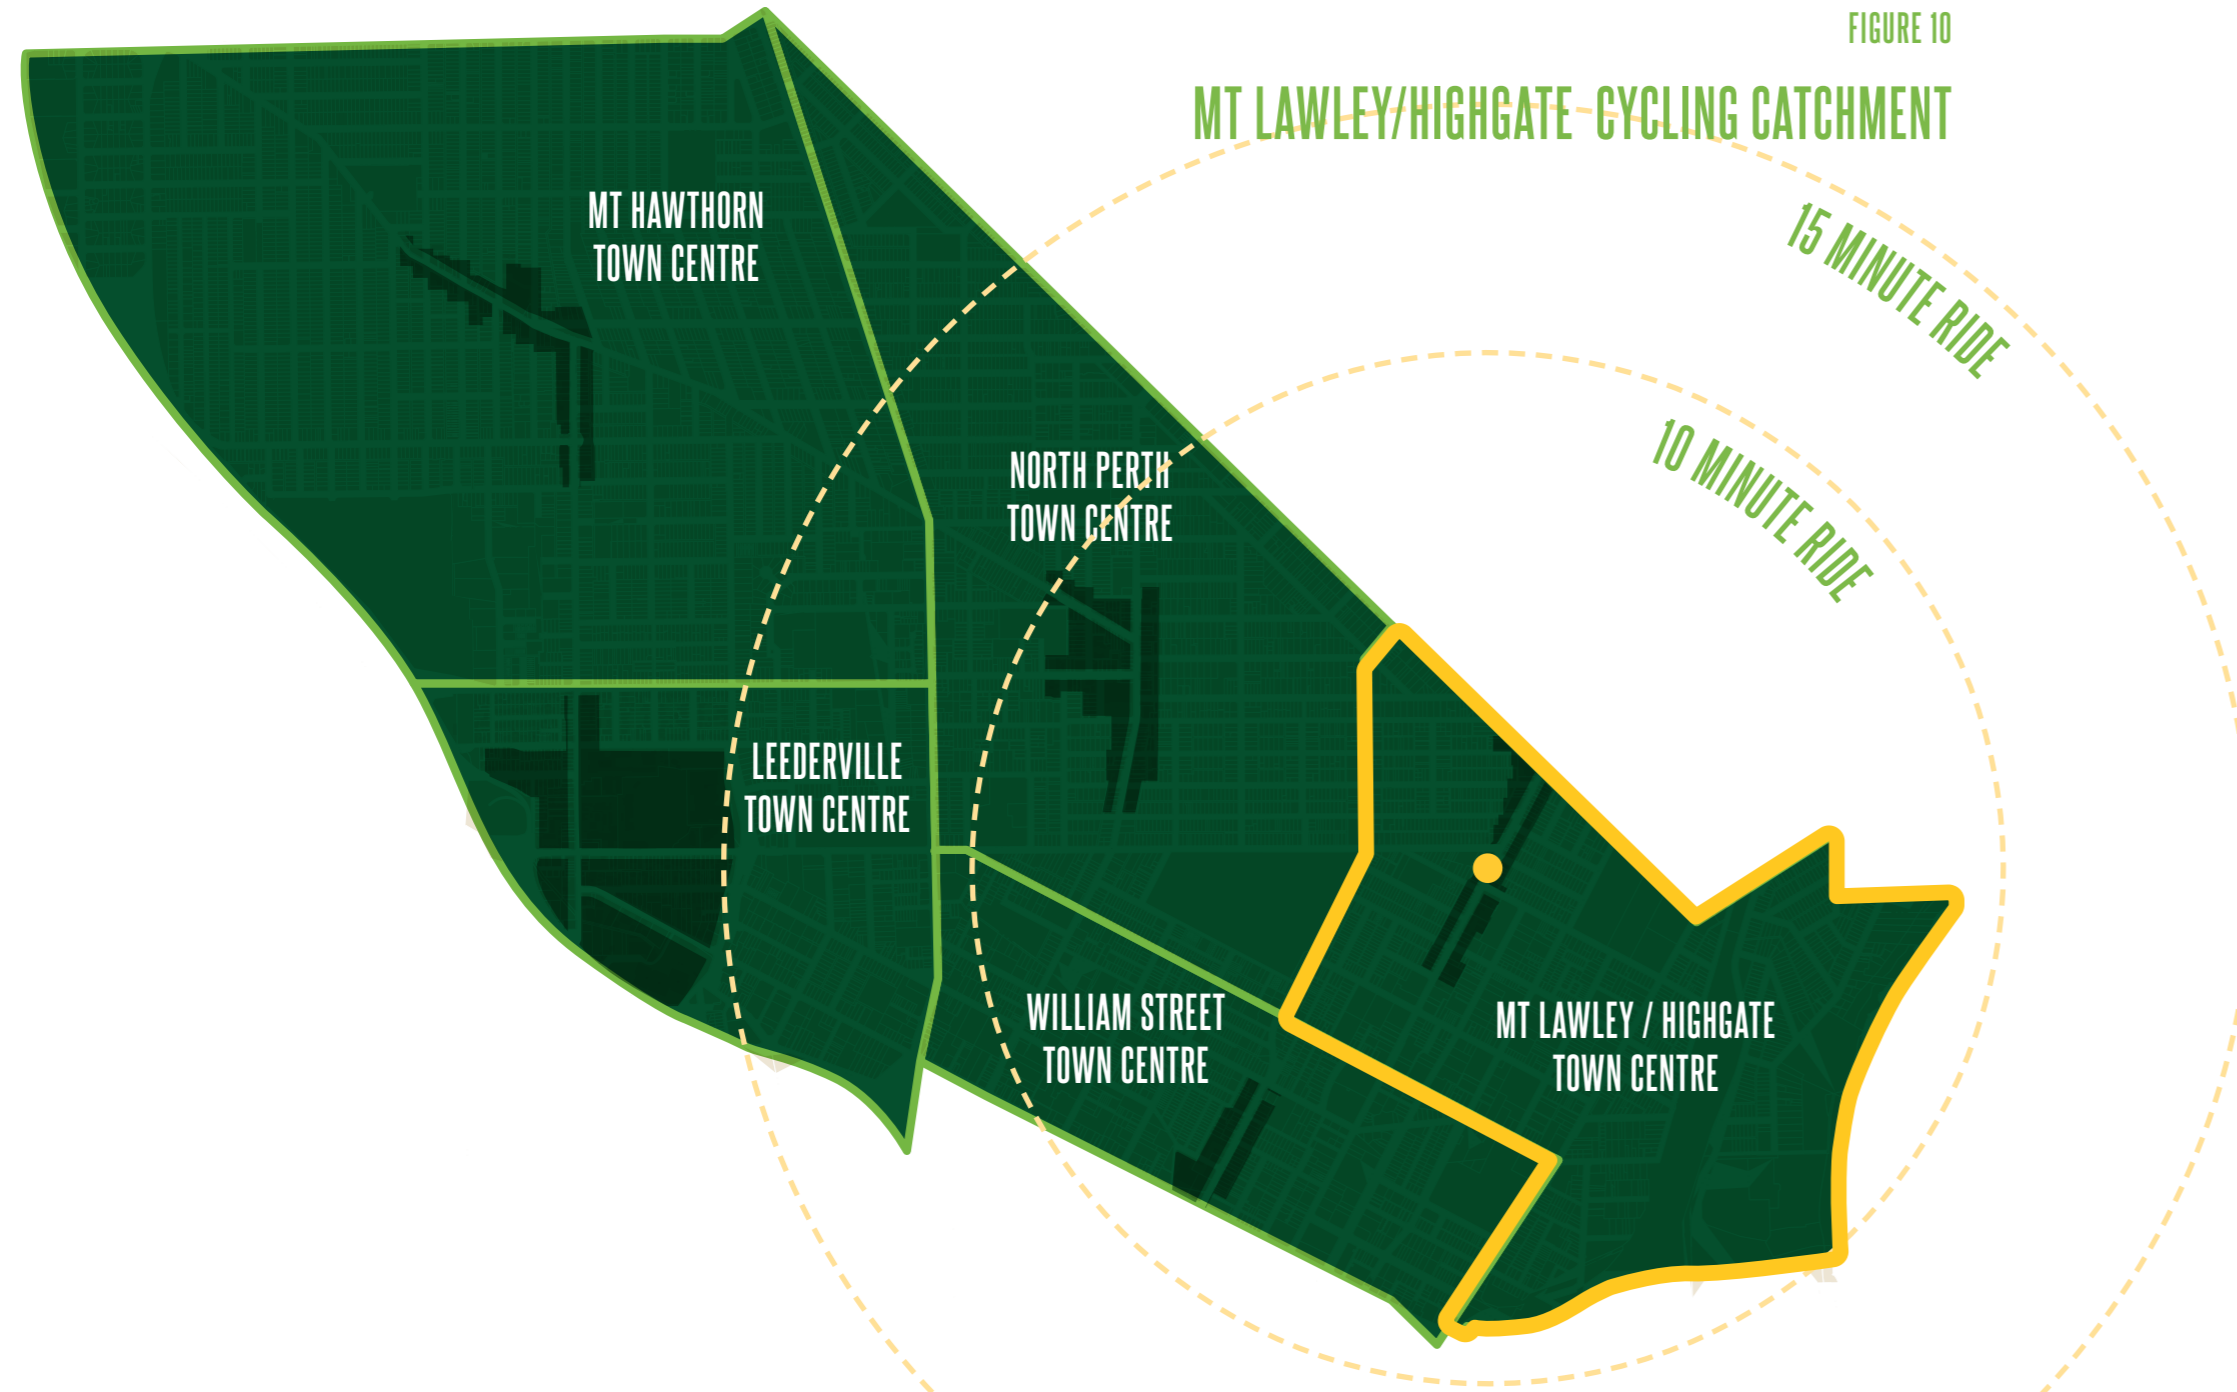 FIGURE 10
MT LAWLEY/HIGHGATE CYCLING CATCHMENT
15 MINUTE RIDE
MT HAWTHORN
TOWN CENTRE
10 MINUTE RIDE
NORTH PERTH
TOWN CENTRE
LEEDERVILLE
TOWN CENTRE
WILLIAM STREET
TOWN CENTRE
MT LAWLEY / HIGHGATE
TOWN CENTRE